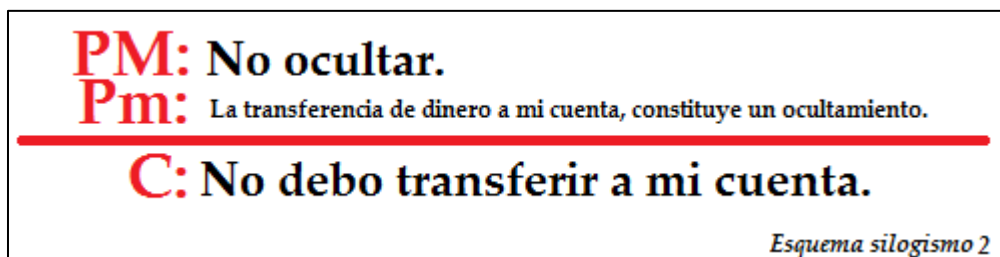 PM: No ocultar.
Pm: La transferencia de dinero a mi cuenta, constituye un ocultamiento.
C: No debo transferir a mi cuenta.
Esquema silogismo 2